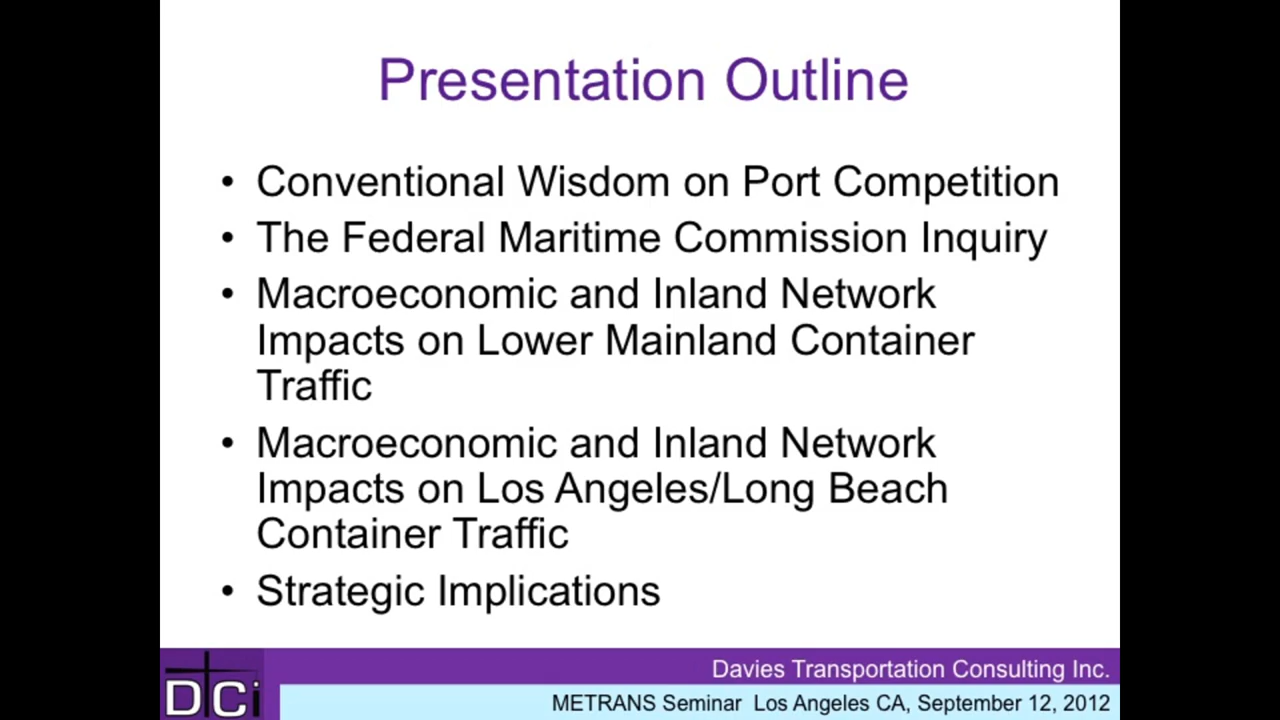 Presentation Outline
• Conventional Wisdom on Port Competition
• The Federal Maritime Commission Inquiry
• Macroeconomic and Inland Network
Impacts on Lower Mainland Container
Traffic
• Macroeconomic and Inland Network
Impacts on Los Angeles/Long Beach
Container Traffic
• Strategic Implications
Davies Transportation Consulting Inc.
DTCi
METRANS Seminar Los Angeles CA, September 12, 2012